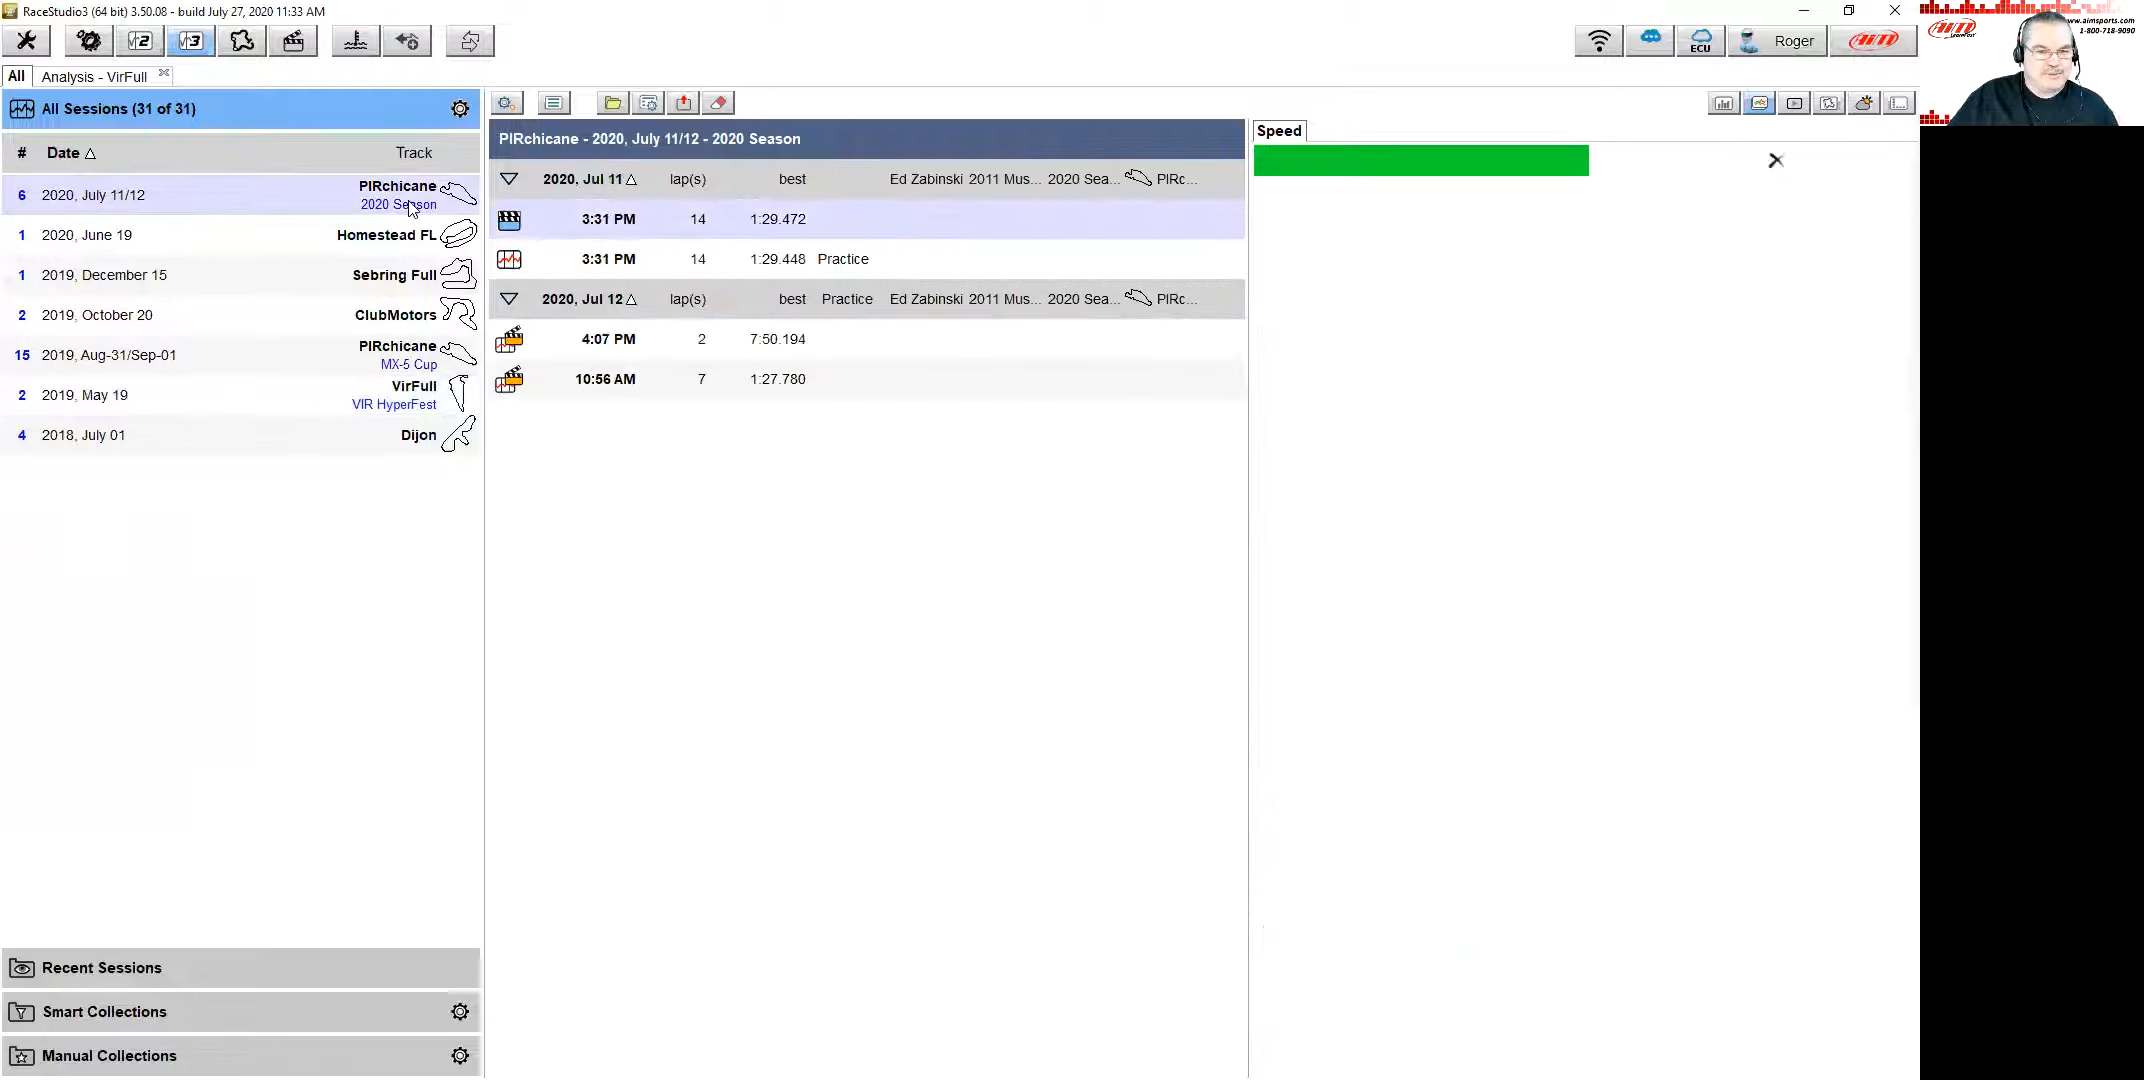 RaceStudio3 (64 bit) 3.50.08 - build July 27, 2020 11:33 AM
ECU
Roger
www.aimsports.com
1-800-718-9090
All
Analysis - VirFull
All Sessions (31 of 31)
# Date Track
6 2020, July 11/12 PIRchicane
2020 Season
1 2020, June 19 Homestead FL
1 2019, December 15 Sebring Full
2 2019, October 20 ClubMotors
15 2019, Aug-31/Sep-01 PIRchicane
MX-5 Cup
2 2019, May 19 VirFull
VIR HyperFest
4 2018, July 01 Dijon
Recent Sessions
Smart Collections
Manual Collections
PIRchicane - 2020, July 11/12 - 2020 Season
2020, Jul 11 lap(s) best Ed Zabinski 2011 Mus... 2020 Sea... PIRc...
3:31 PM 14 1:29.472
3:31 PM 14 1:29.448 Practice
2020, Jul 12 lap(s) best Practice Ed Zabinski 2011 Mus... 2020 Sea... PIRc...
4:07 PM 2 7:50.194
10:56 AM 7 1:27.780
Speed